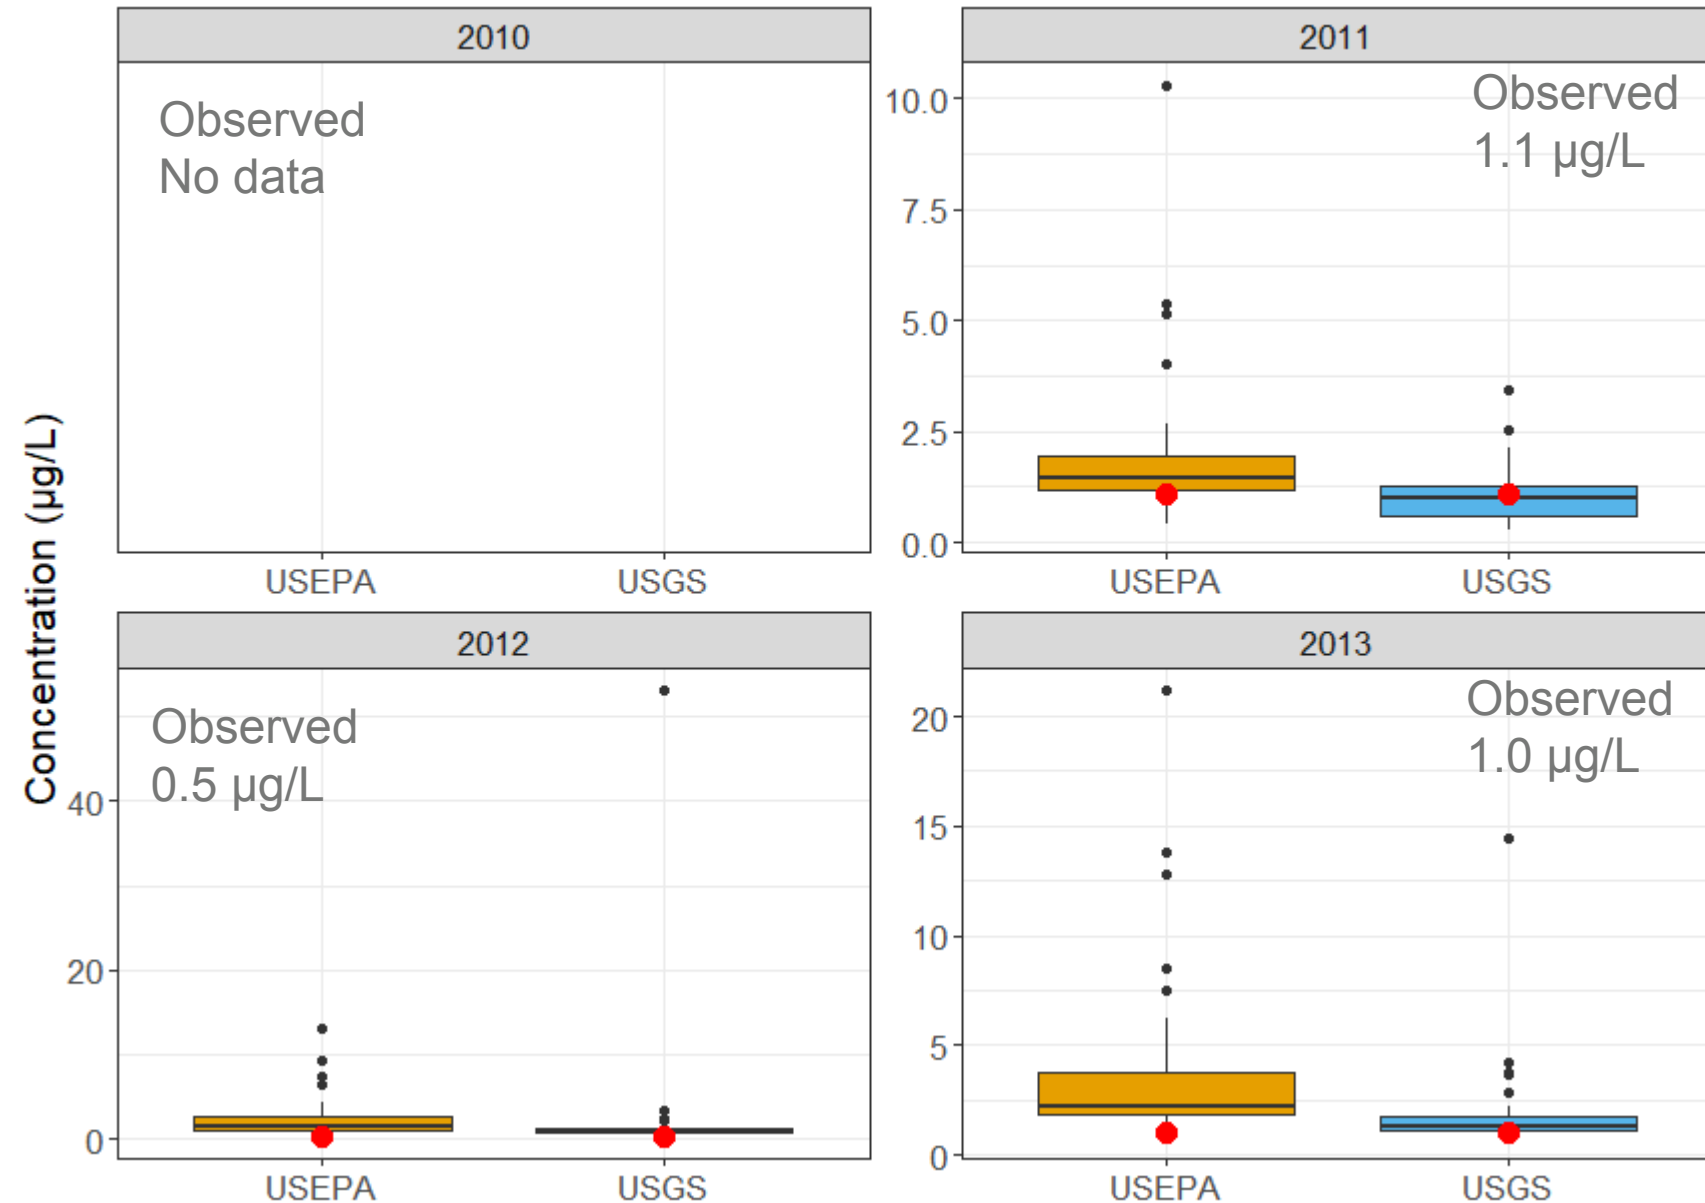 Concentration (µg/L)
2010
Observed
No data
USEPA
USGS
2011
10.0
7.5
5.0
2.5
0.0
Observed
1.1 µg/L
USEPA
USGS
2012
40
20
0
Observed
0.5 µg/L
USEPA
USGS
2013
20
15
10
5
0
Observed
1.0 µg/L
USEPA
USGS